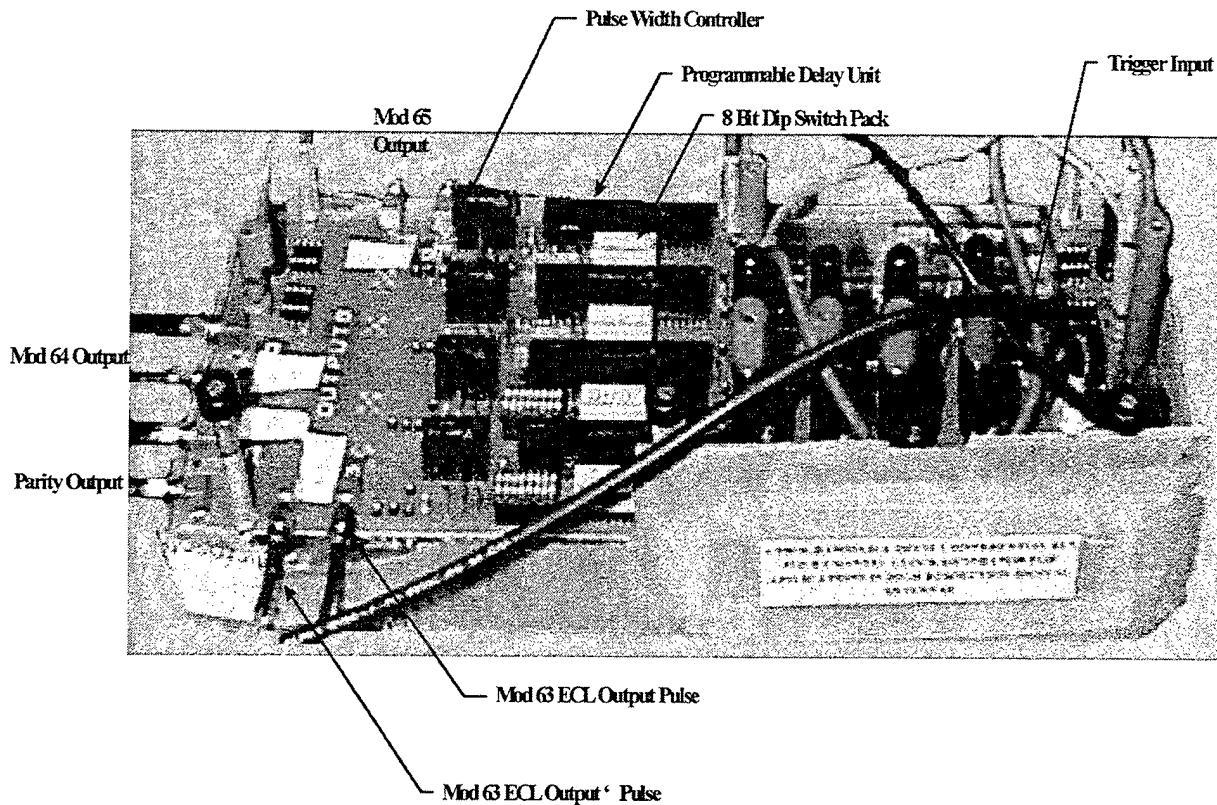 Pulse Width Controller
Programmable Delay Unit
Trigger Input
Mod 65
Output
8 Bit Dip Switch Pack
OUTPUT
Mod 64 Output
Parity Output
Mod 63 ECL Output Pulse
Mod 63 ECL Output ‘ Pulse